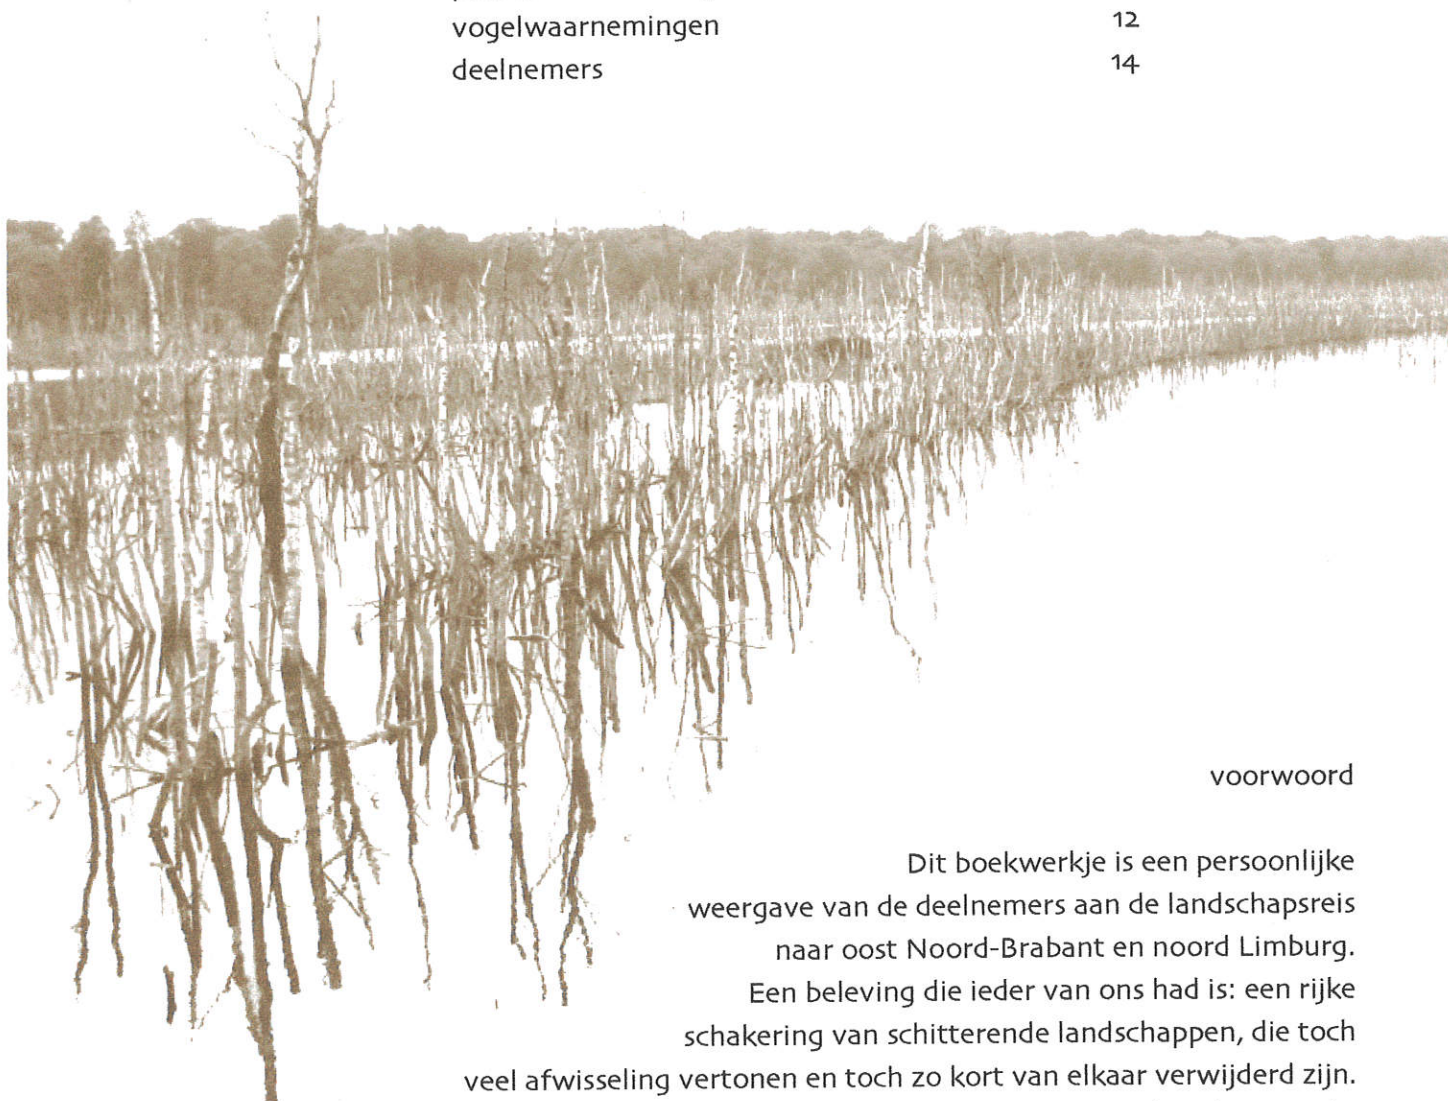 vogelwaarnemingen 12
deelnemers 14
voorwoord
Dit boekwerkje is een persoonlijke
weergave van de deelnemers aan de landschapsreis
naar oost Noord-Brabant en noord Limburg.
Een beleving die ieder van ons had is: een rijke
schakering van schitterende landschappen, die toch
veel afwisseling vertonen en toch zo kort van elkaar verwijderd zijn.